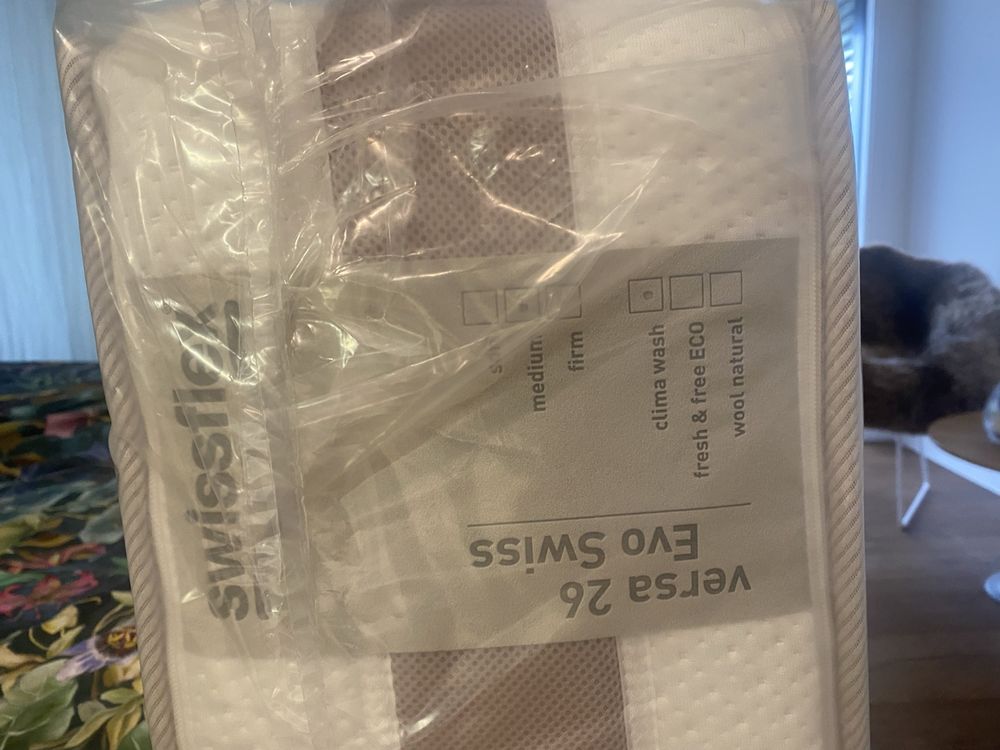 swissflex
versa 26
Evo Swiss
medium
firm
clima wash
fresh & free ECO
wool natural